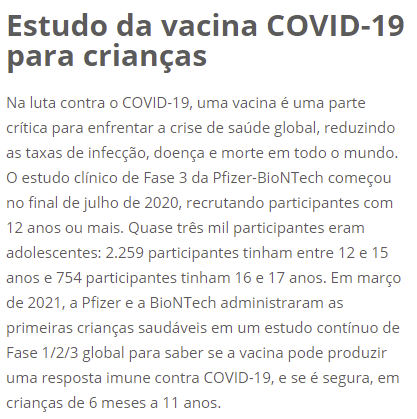 Estudo da vacina COVID-19
para crianças
Na luta contra o COVID-19, uma vacina é uma parte
crítica para enfrentar a crise de saúde global, reduzindo
as taxas de infecção, doença e morte em todo o mundo.
O estudo clínico de Fase 3 da Pfizer-BioNTech começou
no final de julho de 2020, recrutando participantes com
12 anos ou mais. Quase três mil participantes eram
adolescentes: 2.259 participantes tinham entre 12 e 15
anos e 754 participantes tinham 16 e 17 anos. Em março
de 2021, a Pfizer e a BioNTech administraram as
primeiras crianças saudáveis em um estudo contínuo de
Fase 1/2/3 global para saber se a vacina pode produzir
uma resposta imune contra COVID-19, e se é segura, em
crianças de 6 meses a 11 anos.